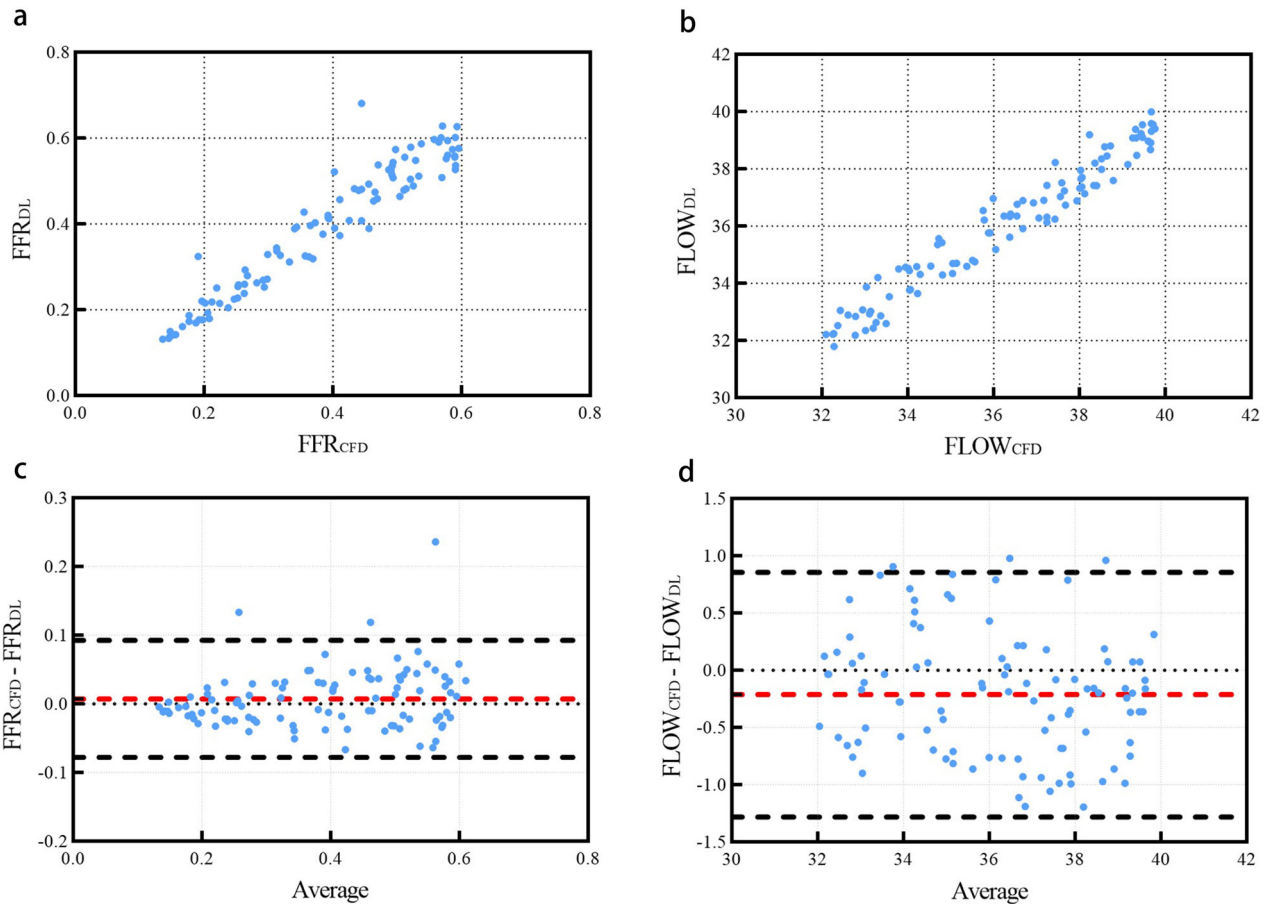 a
0.8
0.6
0.4
0.2
0.0
0.0 0.2 0.4 0.6 0.8
FFRDL
FFRCFD
b
42
40
38
36
34
32
30
30 32 34 36 38 40 42
FLOWDL
FLOWCFD
c
0.3
0.2
0.1
0.0
-0.1
-0.2
0.0 0.2 0.4 0.6 0.8
FFRCFD - FFRDL
Average
d
1.5
1.0
0.5
0.0
-0.5
-1.0
-1.5
30 32 34 36 38 40 42
FLOWCFD - FLOWDL
Average